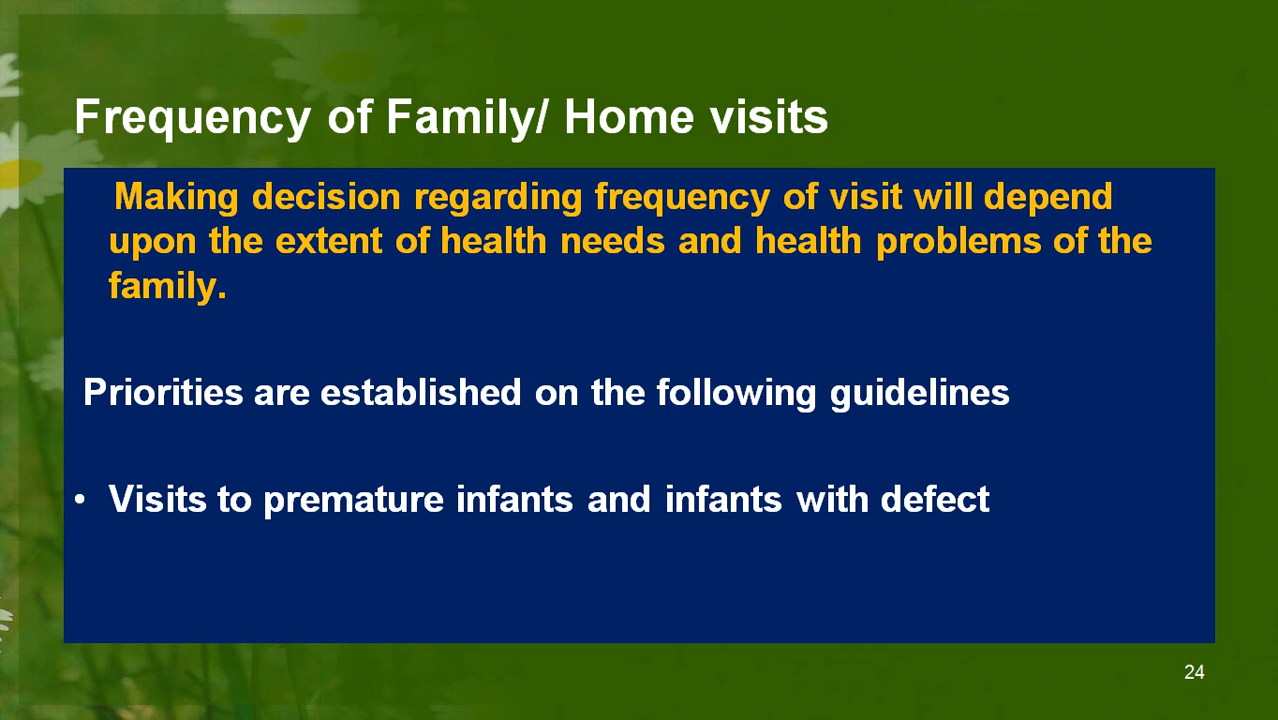 Frequency of Family/ Home visits
Making decision regarding frequency of visit will depend
upon the extent of health needs and health problems of the
family.
Priorities are established on the following guidelines
• Visits to premature infants and infants with defect
24